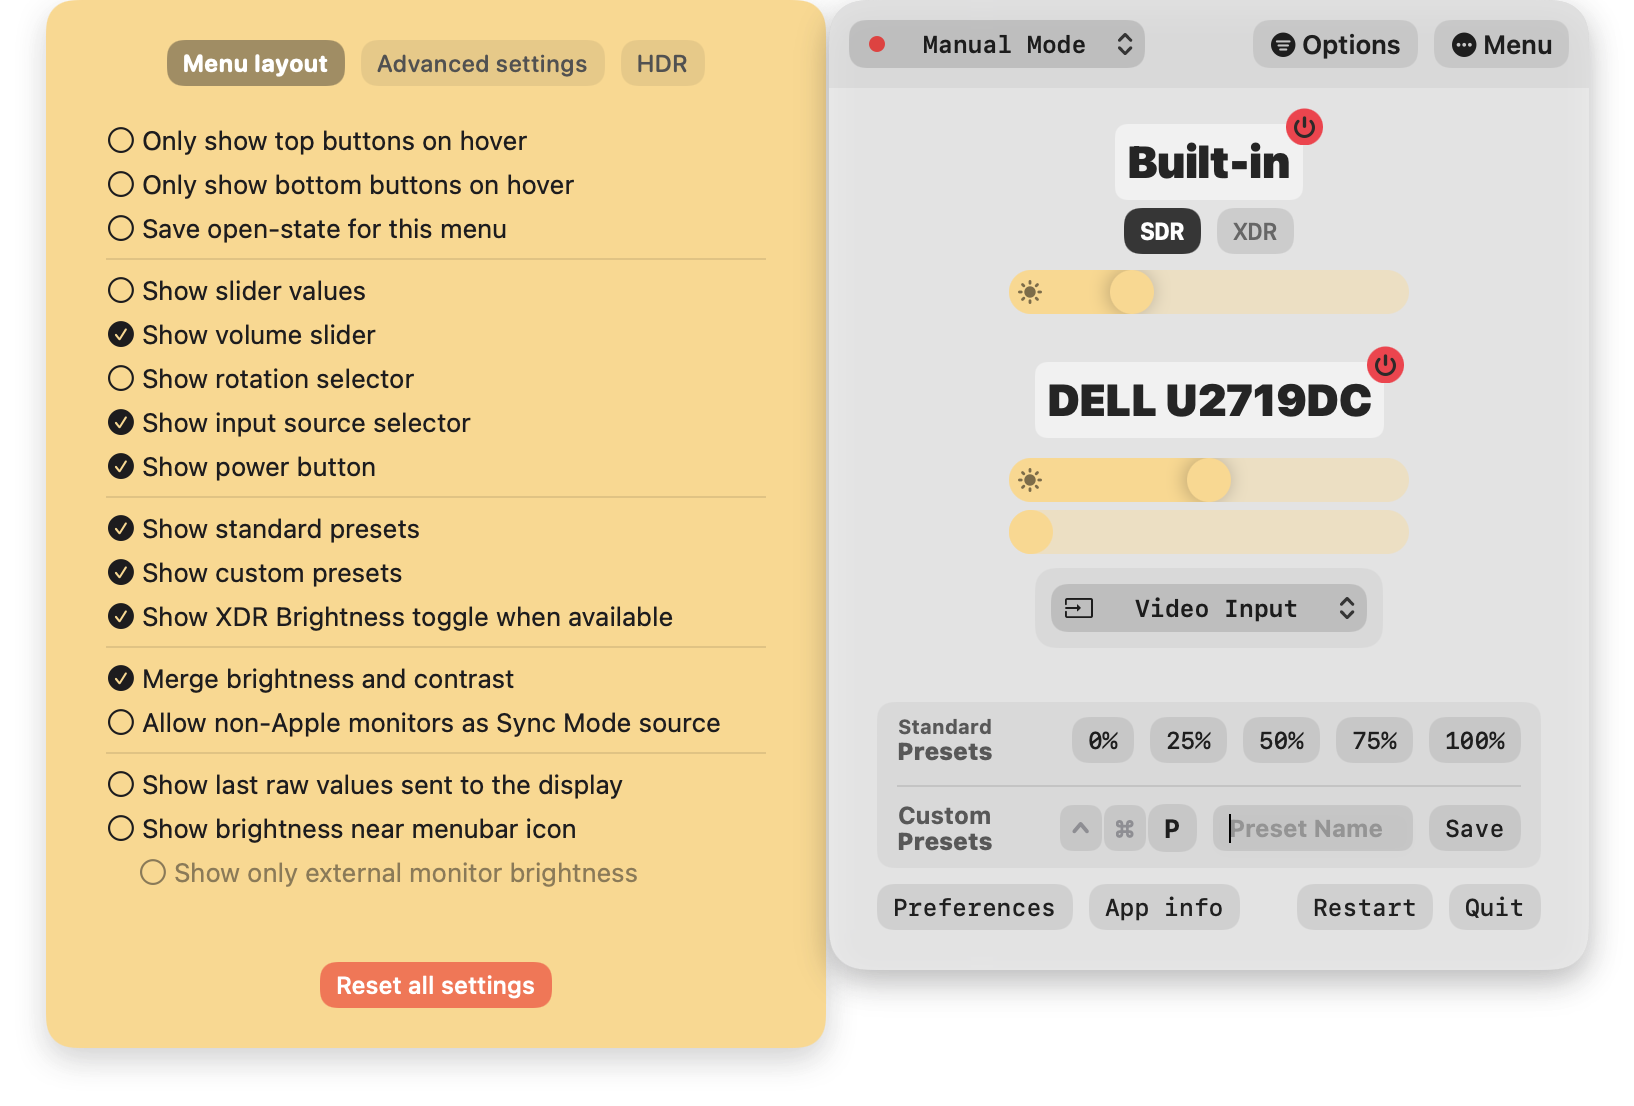 Menu layout
Advanced settings
HDR
Only show top buttons on hover
Only show bottom buttons on hover
Save open-state for this menu
Show slider values
Show volume slider
Show rotation selector
Show input source selector
Show power button
Show standard presets
Show custom presets
Show XDR Brightness toggle when available
Merge brightness and contrast
Allow non-Apple monitors as Sync Mode source
Show last raw values sent to the display
Show brightness near menubar icon
Show only external monitor brightness
Reset all settings
Manual Mode
Options
Menu
Built-in
SDR
XDR
DELL U2719DC
Video Input
Standard
Presets
0%
25%
50%
75%
100%
Custom
Presets
^ ⌘ P
Preset Name
Save
Preferences
App info
Restart
Quit